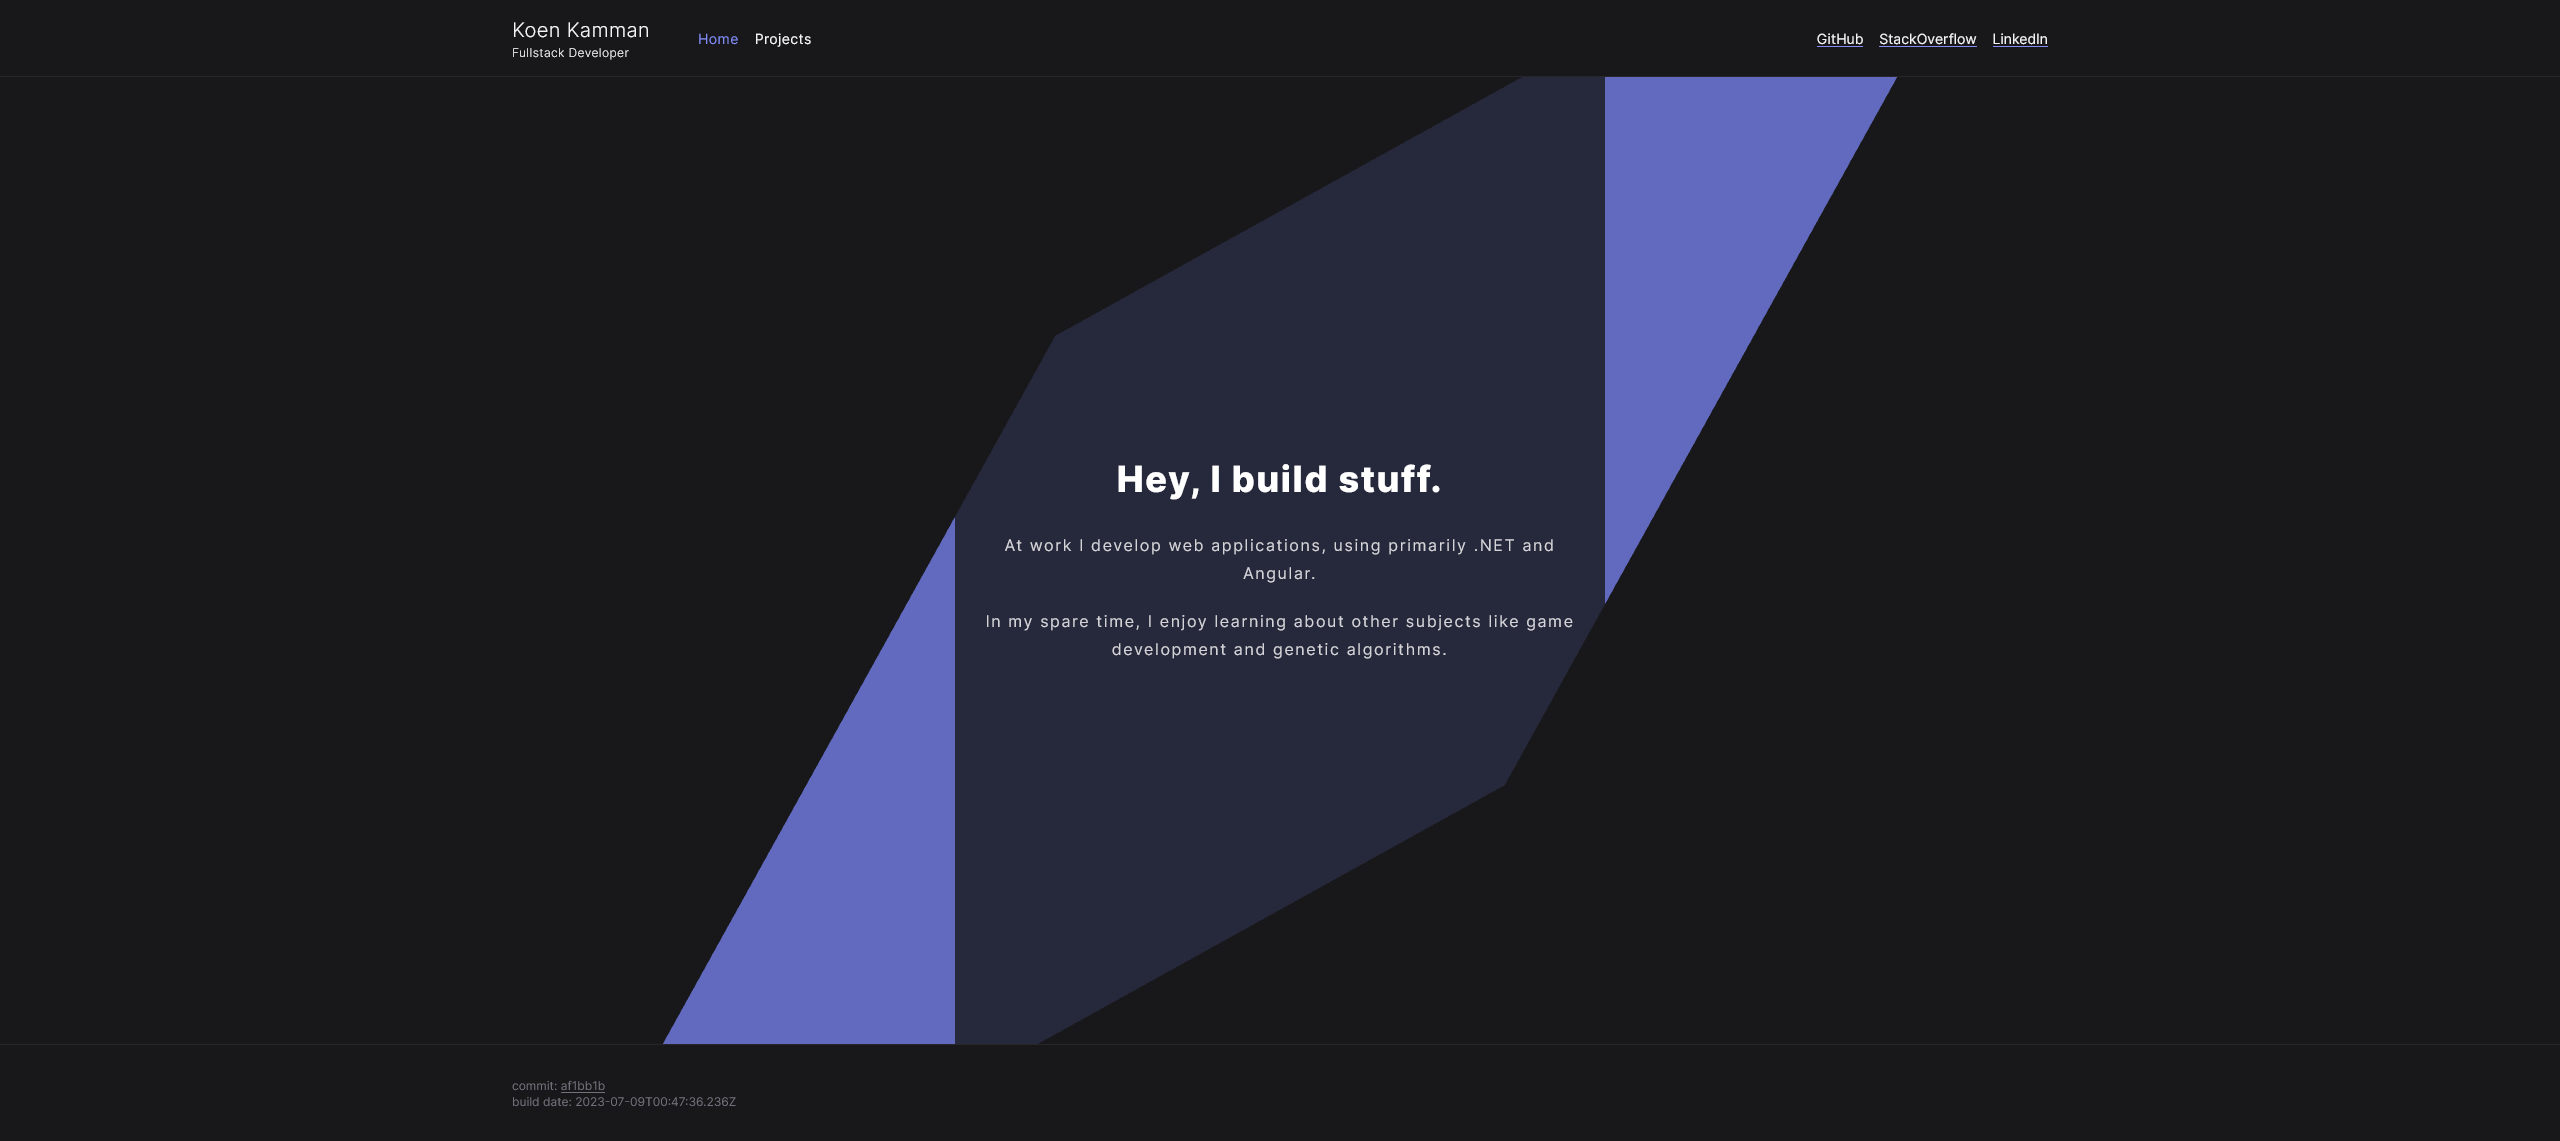 Koen Kamman
Fullstack Developer
Home
Projects
GitHub
StackOverflow
LinkedIn
Hey, I build stuff.
At work I develop web applications, using primarily .NET and
Angular.
In my spare time, I enjoy learning about other subjects like game
development and genetic algorithms.
commit: af1bb1b
build date: 2023-07-09T00:47:36.236Z